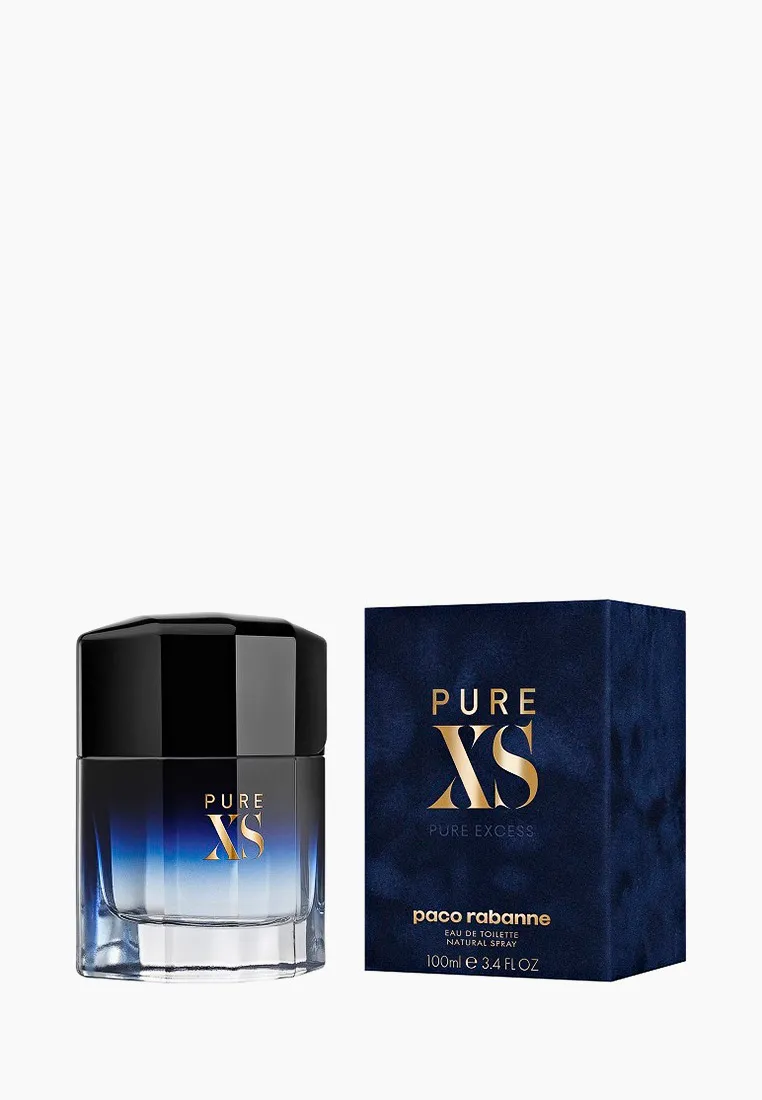 PURE
XS
PURE
XS
PURE EXCESS
paco rabanne
EAU DE TOILETTE
NATURAL SPRAY
100ml ℮ 3.4 FL OZ